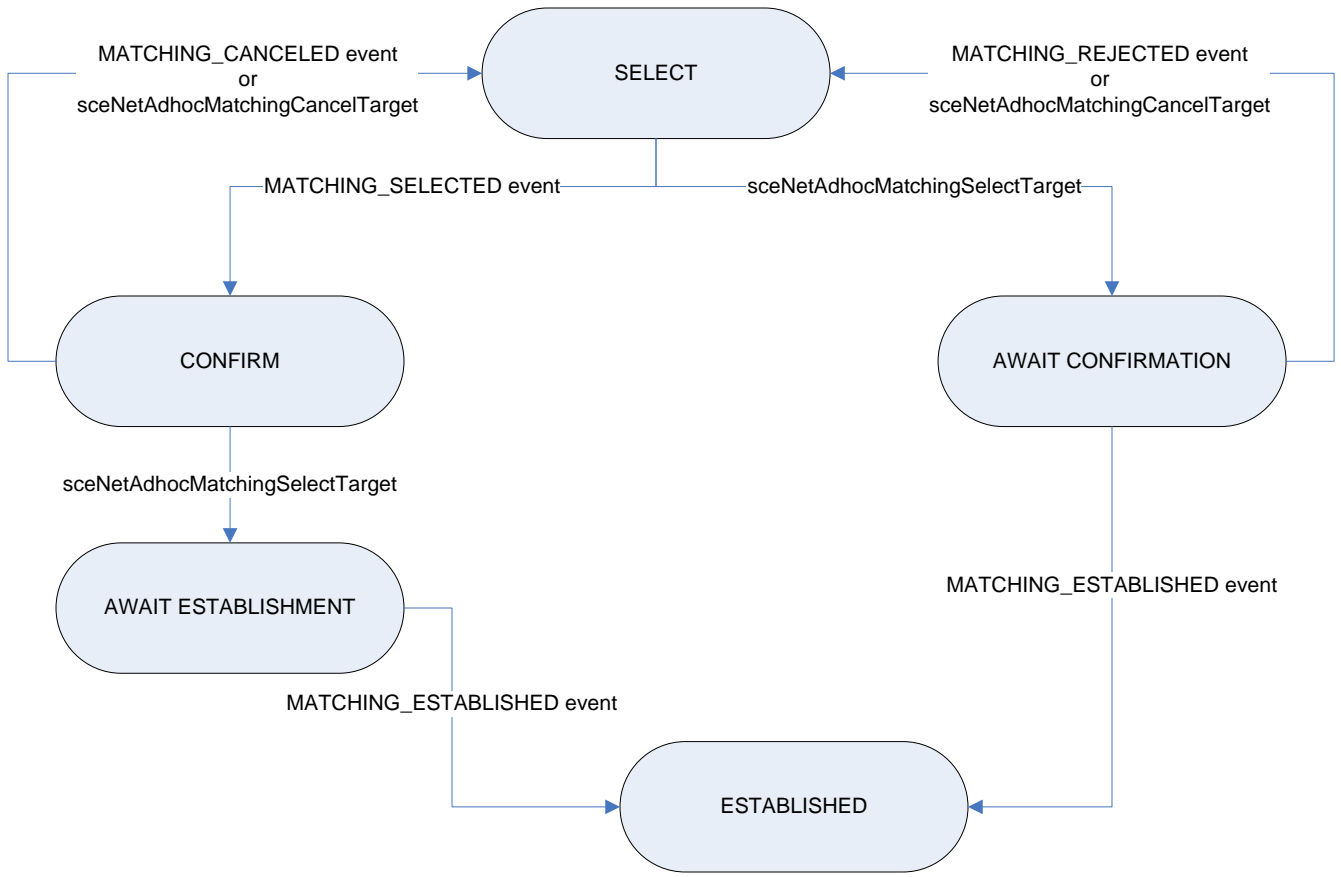 MATCHING_CANCELED event
or
sceNetAdhocMatchingCancelTarget
SELECT
MATCHING_REJECTED event
or
sceNetAdhocMatchingCancelTarget
MATCHING_SELECTED event
sceNetAdhocMatchingSelectTarget
CONFIRM
AWAIT CONFIRMATION
sceNetAdhocMatchingSelectTarget
AWAIT ESTABLISHMENT
MATCHING_ESTABLISHED event
MATCHING_ESTABLISHED event
ESTABLISHED